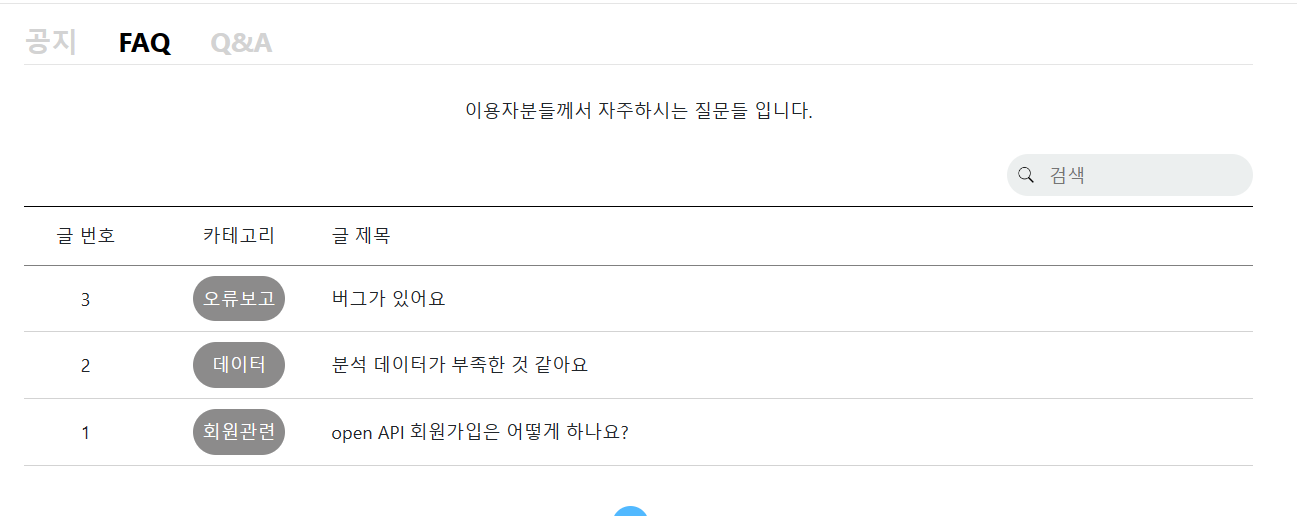 공지 FAQ Q&A
이용자분들께서 자주하시는 질문들 입니다.
검색
글 번호 카테고리 글 제목
3 오류보고 버그가 있어요
2 데이터 분석 데이터가 부족한 것 같아요
1 회원관련 open API 회원가입은 어떻게 하나요?